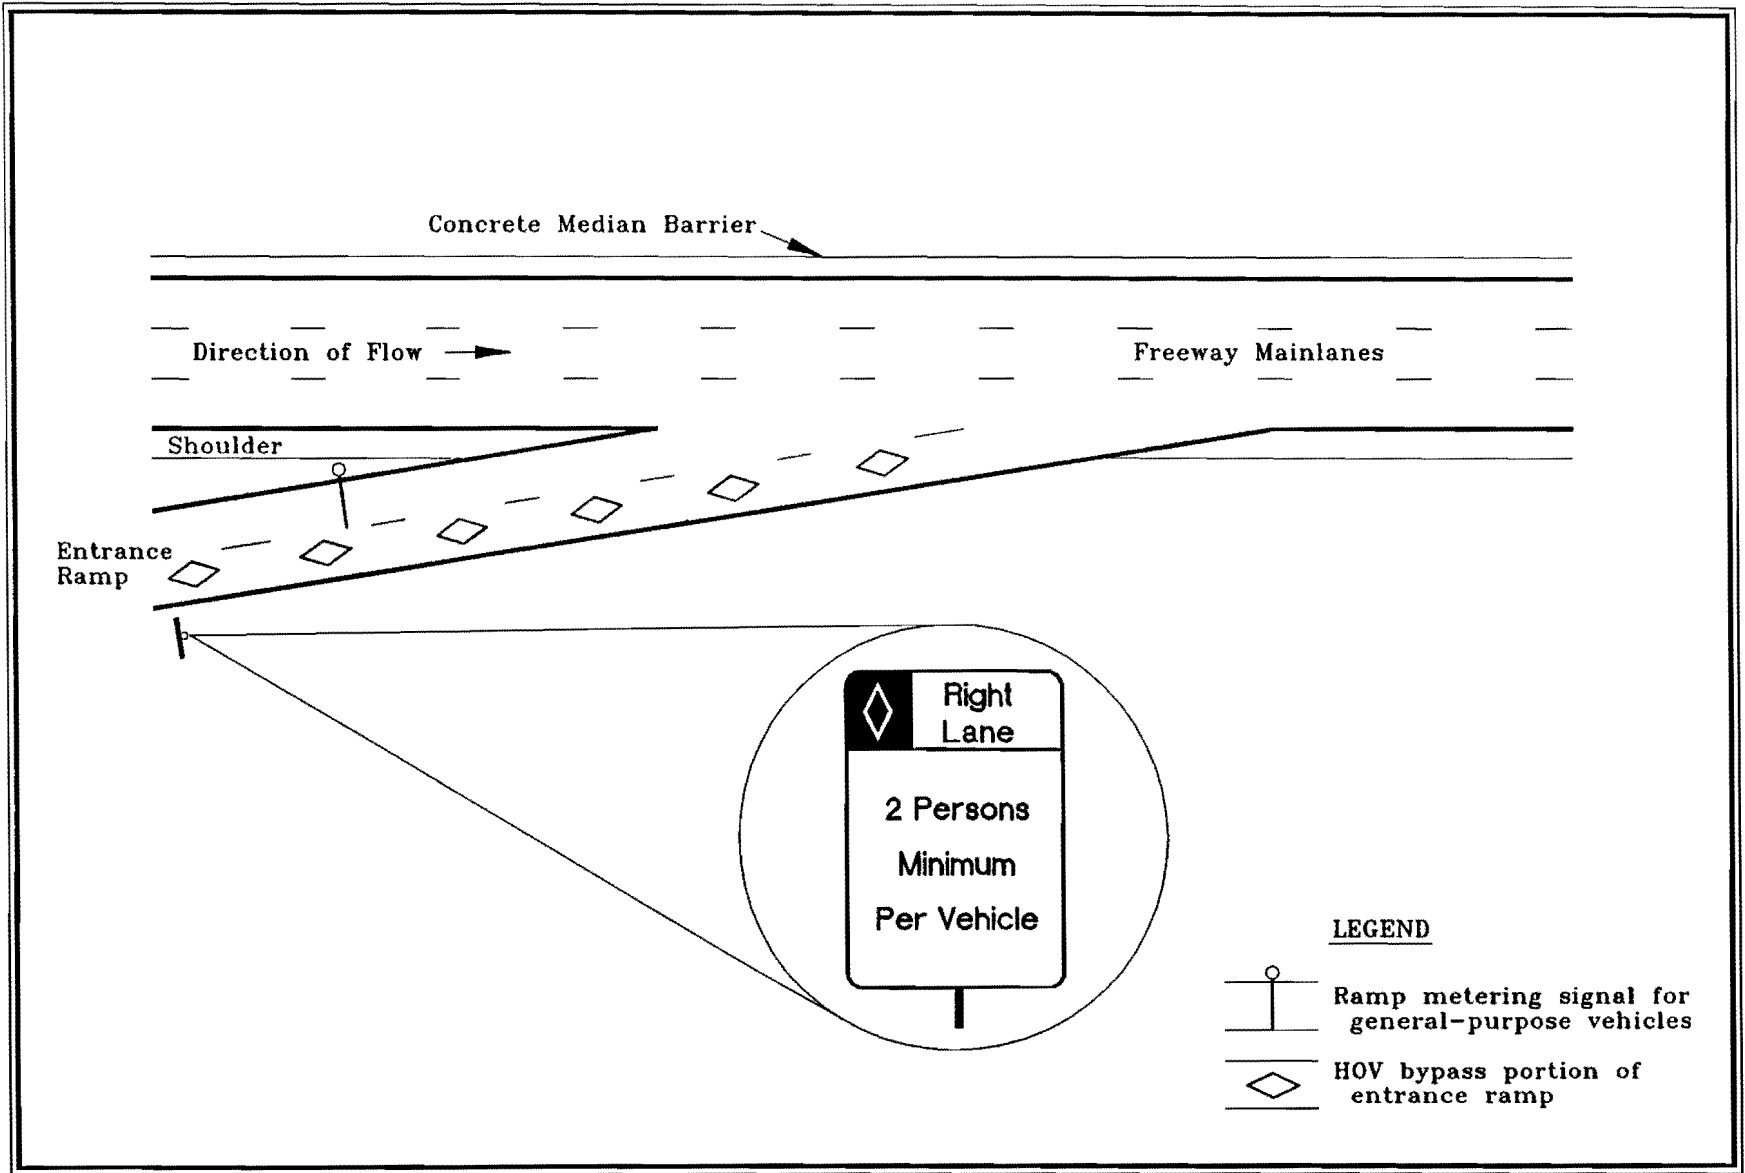 Concrete Median Barrier
Direction of Flow
Freeway Mainlanes
Shoulder
Entrance
Ramp
Right
Lane
2 Persons
Minimum
Per Vehicle
LEGEND
Ramp metering signal for
general-purpose vehicles
HOV bypass portion of
entrance ramp